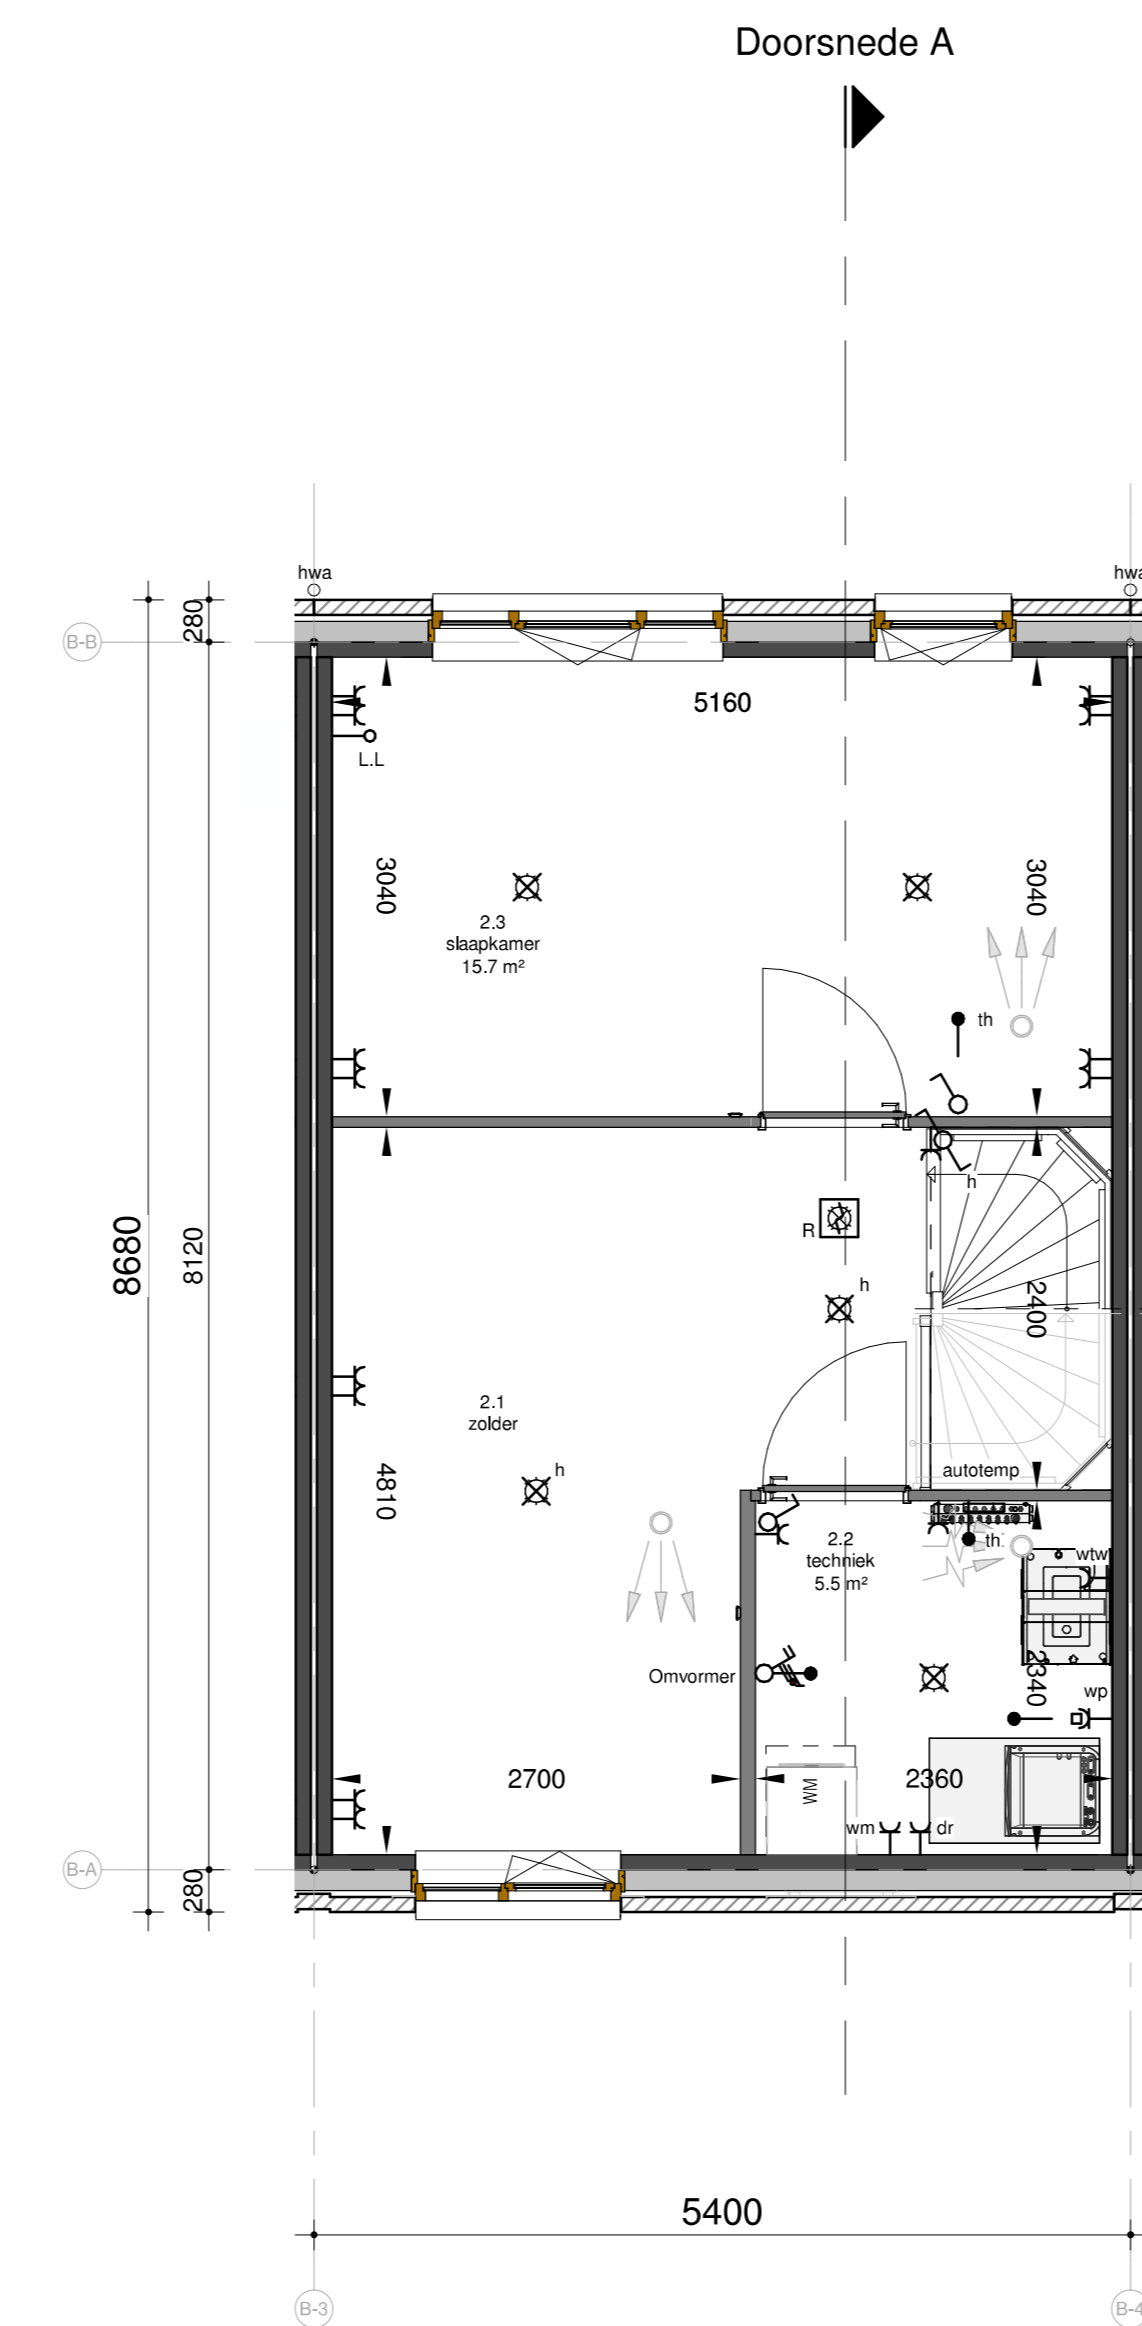 Doorsnede A
hwa
hwa
280
B-B
5160
L.L
3040
3040
2.3
slaapkamer
15.7 m²
th
h
R
h
8680
8120
2400
2.1
zolder
h
4810
autotemp
2.2
techniek
5.5 m²
th.
wtw
Omvormer
2340
wp
2700
2360
WM
wm
dr
B-A
280
5400
B-3
B-4